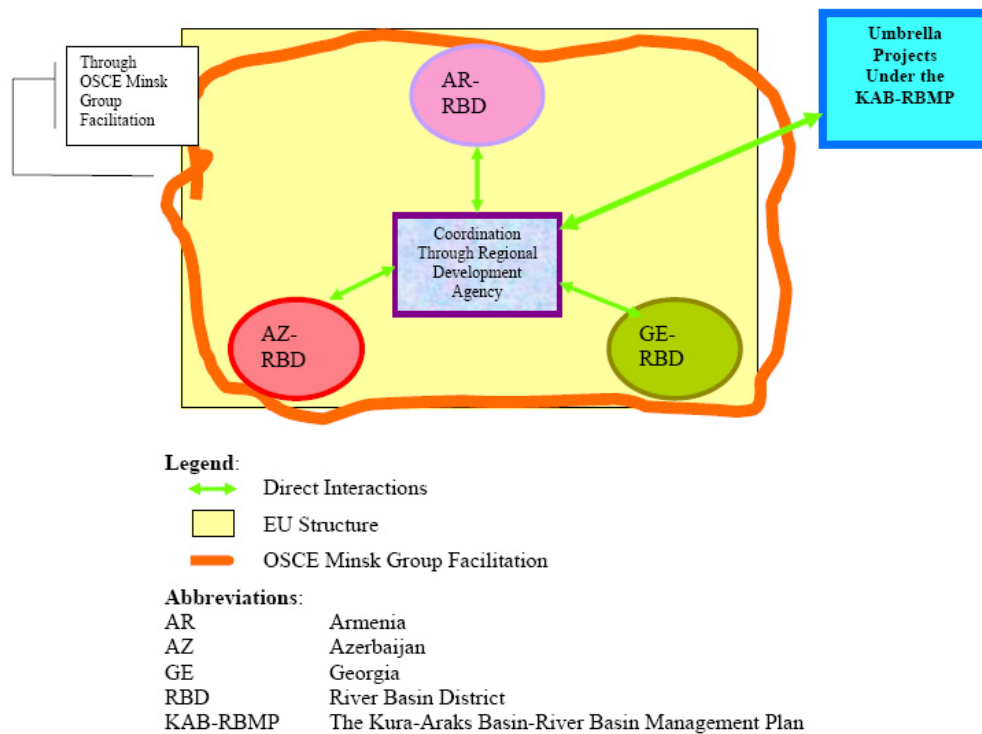 Through
OSCE Minsk
Group
Facilitation
AR-
RBD
Umbrella
Projects
Under the
KAB-RBMP
Coordination
Through Regional
Development
Agency
AZ-
RBD
GE-
RBD
Legend:
Direct Interactions
EU Structure
OSCE Minsk Group Facilitation
Abbreviations:
AR Armenia
AZ Azerbaijan
GE Georgia
RBD River Basin District
KAB-RBMP The Kura-Araks Basin-River Basin Management Plan